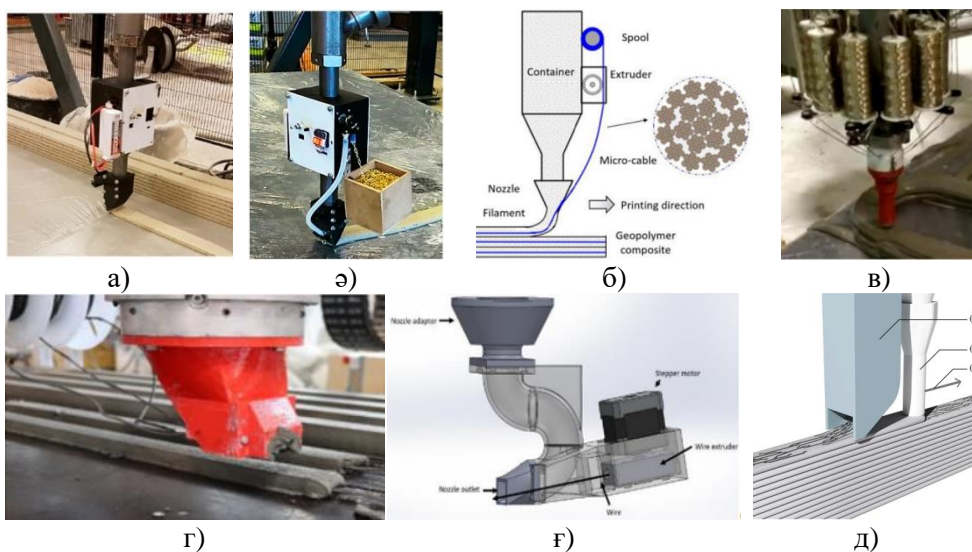 Spool
Container
Extruder
Micro-cable
Nozzle
Filament
Printing direction
Geopolymer
composite
а)
ә)
б)
в)
Nozzle adapter
Stepper motor
Wire extruder
Nozzle outlet
Wire
г)
ғ)
д)